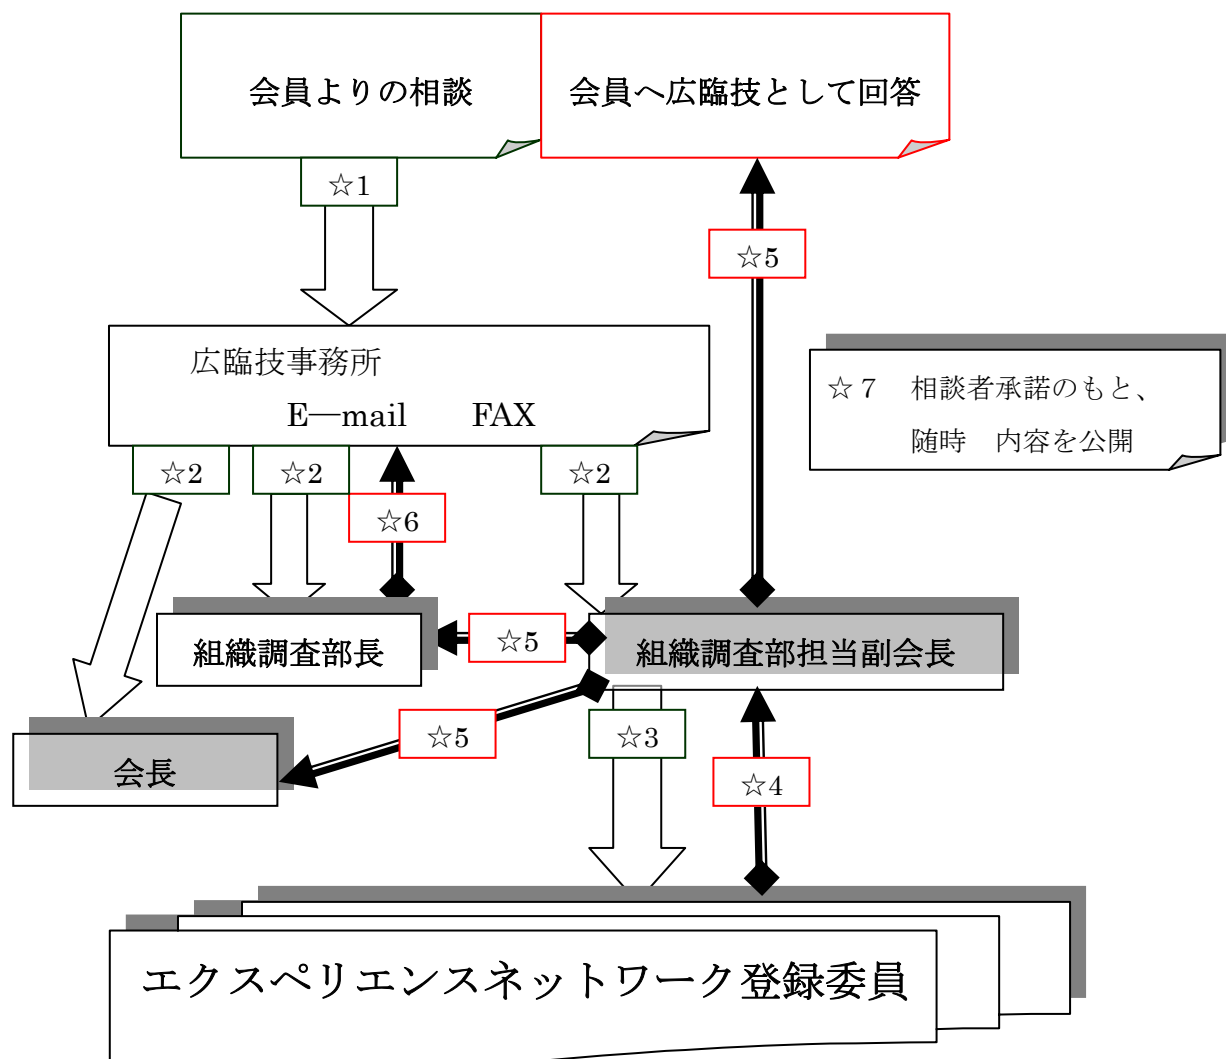 会員よりの相談
会員へ広臨技として回答
☆1
☆5
広臨技事務所
E―mail FAX
☆７ 相談者承諾のもと、
随時 内容を公開
☆2
☆2
☆2
☆6
組織調査部長
☆5
組織調査部担当副会長
☆5
☆3
会長
☆4
エクスペリエンスネットワーク登録委員